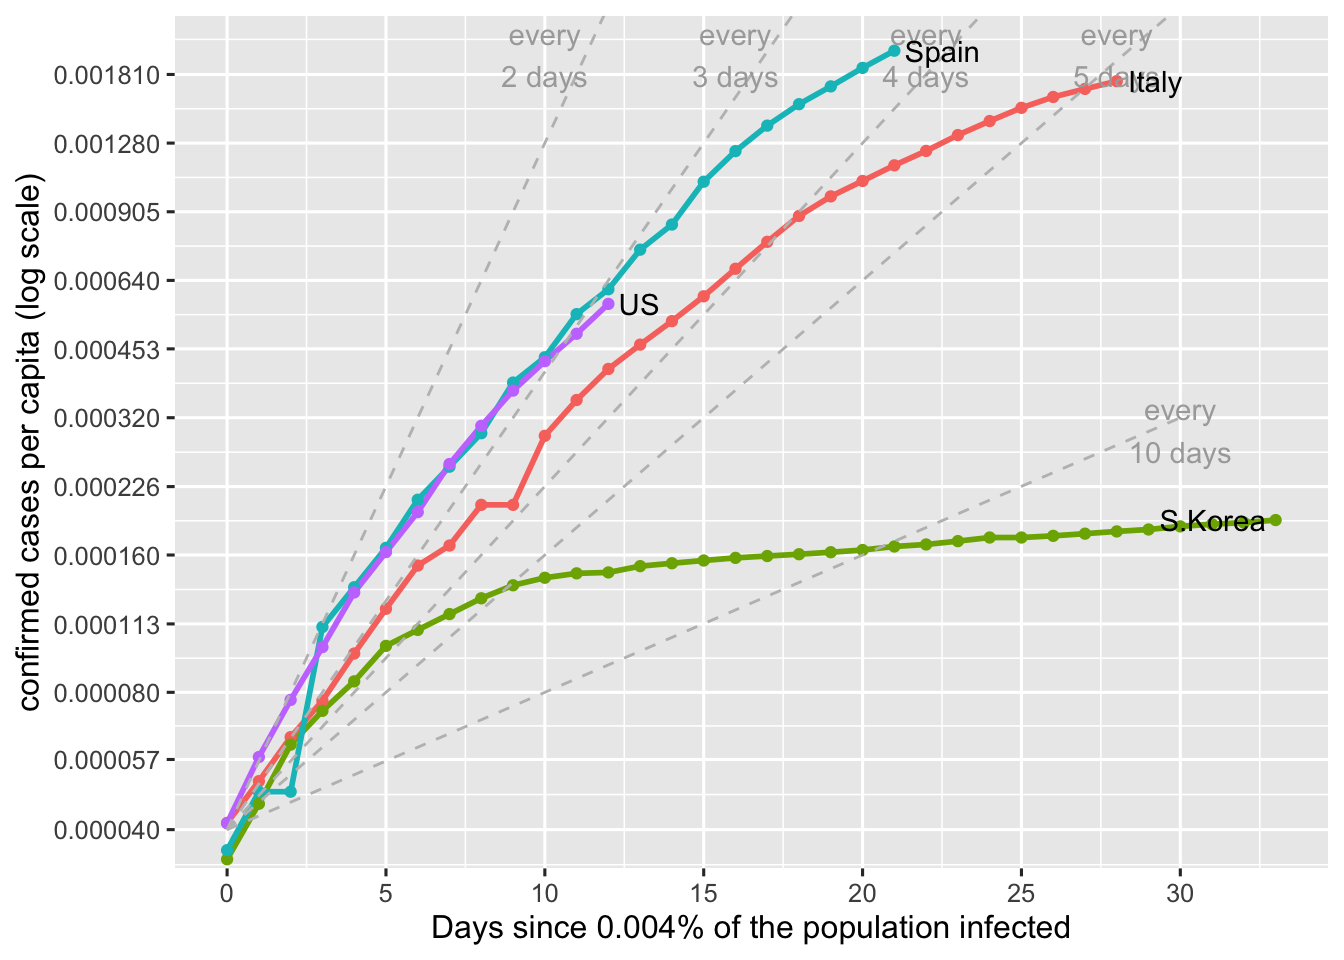 every
2 days
every
3 days
every
4 days
every
5 days
Spain
Italy
US
every
10 days
S.Korea
0.001810
0.001280
0.000905
0.000640
0.000453
0.000320
0.000226
0.000160
0.000113
0.000080
0.000057
0.000040
confirmed cases per capita (log scale)
0 5 10 15 20 25 30
Days since 0.004% of the population infected